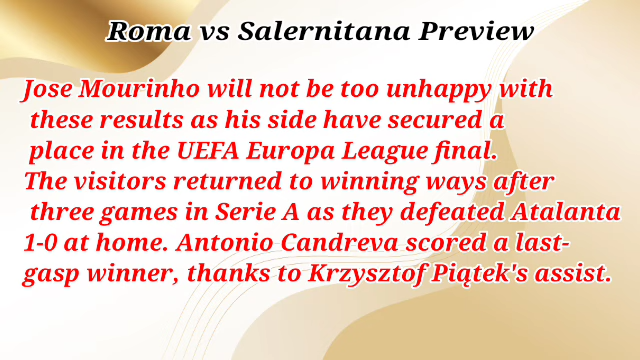 Roma vs Salernitana Preview
Jose Mourinho will not be too unhappy with
these results as his side have secured a
place in the UEFA Europa League final.
The visitors returned to winning ways after
three games in Serie A as they defeated Atalanta
1-0 at home. Antonio Candreva scored a last-
gasp winner, thanks to Krzysztof Piątek's assist.